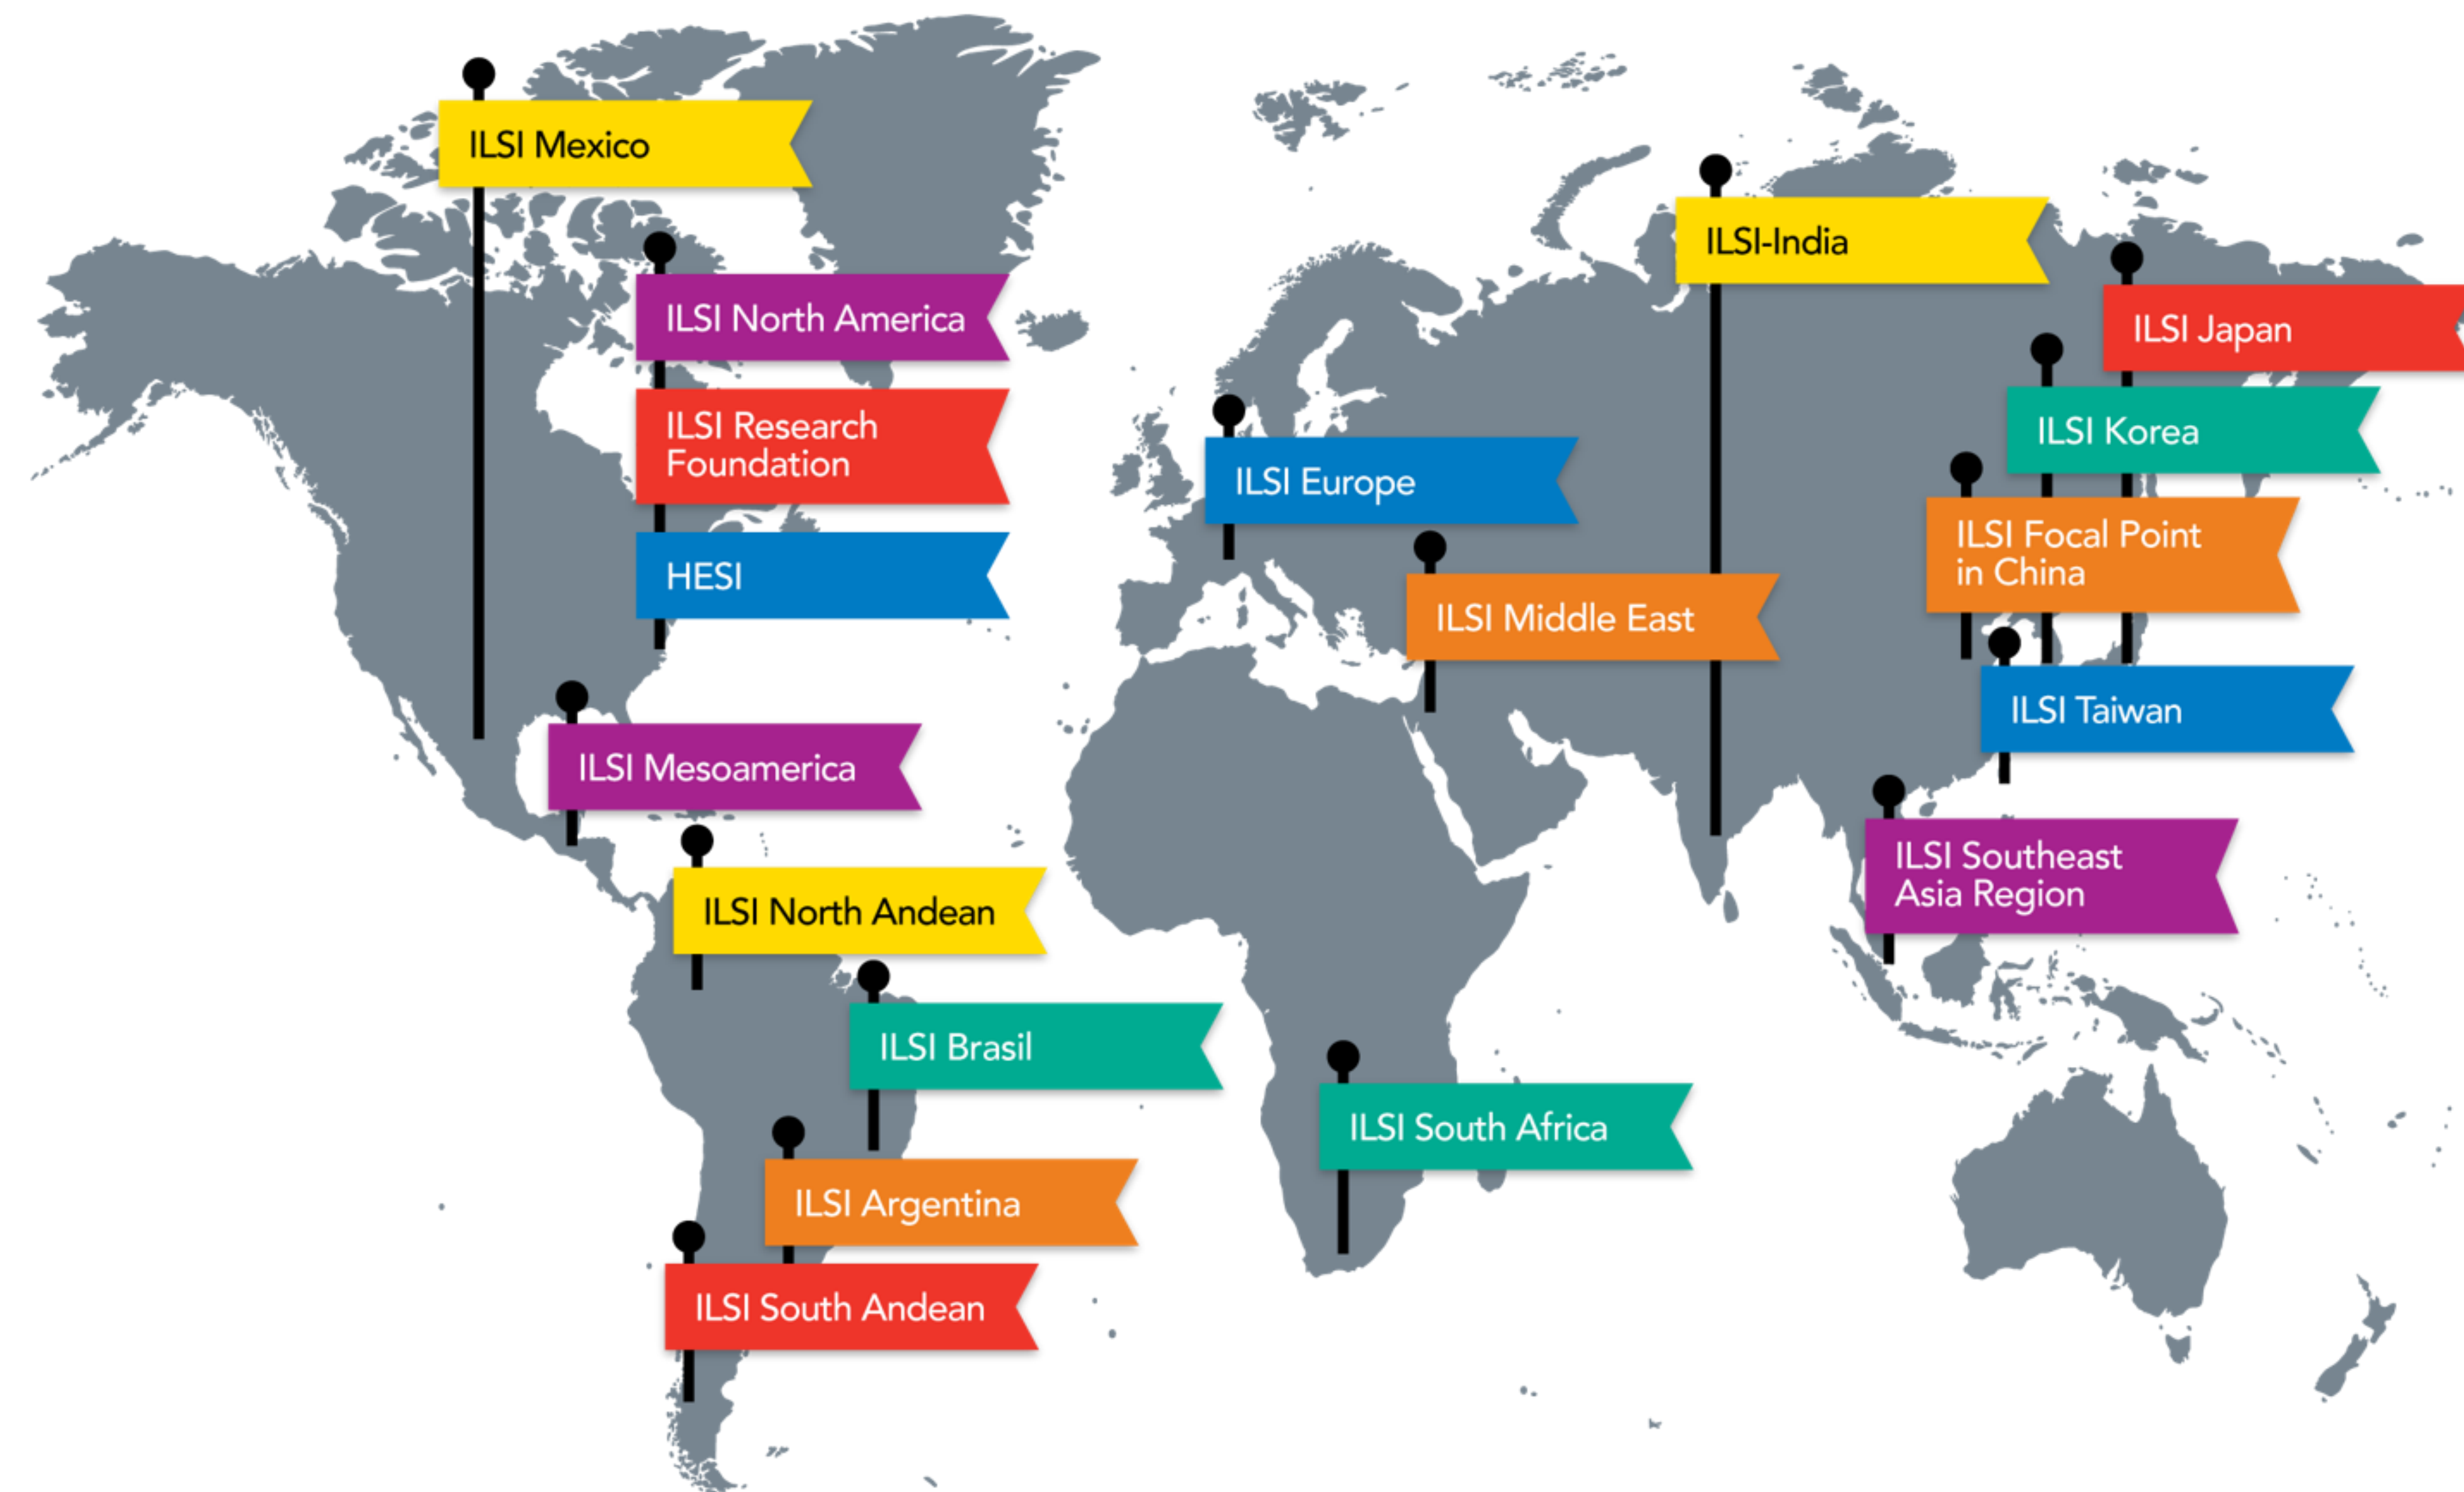 ILSI Mexico
ILSI North America
ILSI Research
Foundation
HESI
ILSI Mesoamerica
ILSI North Andean
ILSI Brasil
ILSI Argentina
ILSI South Andean
ILSI Europe
ILSI Middle East
ILSI South Africa
ILSI-India
ILSI Japan
ILSI Korea
ILSI Focal Point
in China
ILSI Taiwan
ILSI Southeast
Asia Region